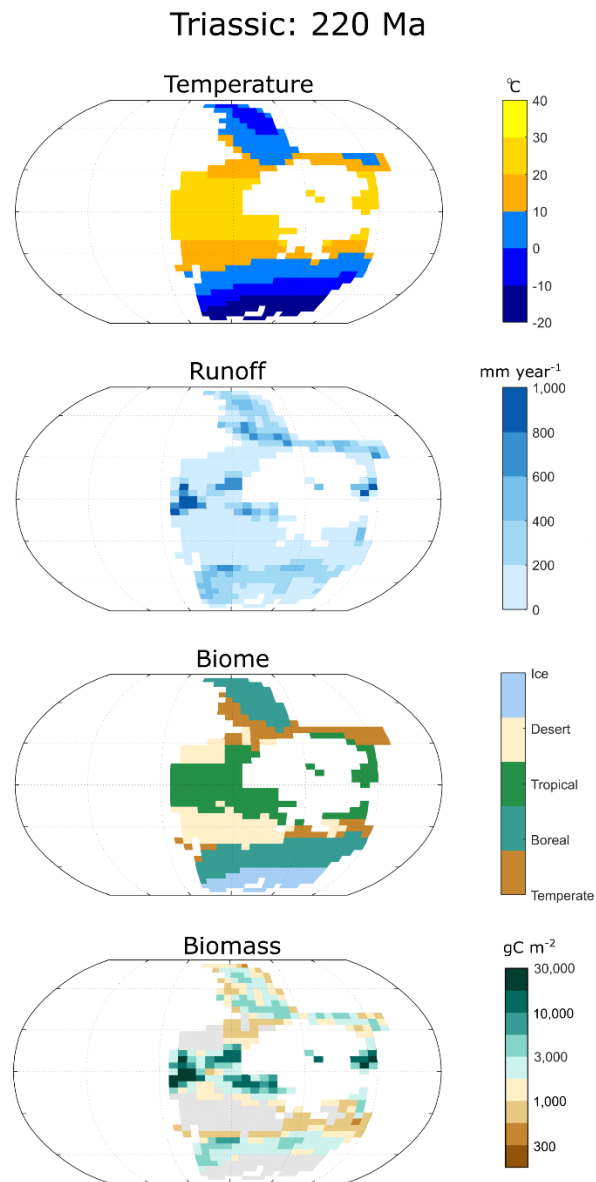 Triassic: 220 Ma
Temperature
°C
40
30
20
10
0
-10
-20
Runoff
mm year-1
1,000
800
600
400
200
0
Biome
Ice
Desert
Tropical
Boreal
Temperate
Biomass
gC m-2
30,000
10,000
3,000
1,000
300